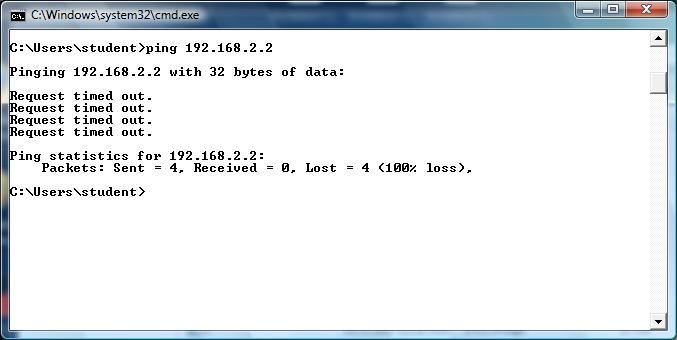 C:\Windows\system32\cmd.exe
C:\Users\student>ping 192.168.2.2
Pinging 192.168.2.2 with 32 bytes of data:
Request timed out.
Request timed out.
Request timed out.
Request timed out.
Ping statistics for 192.168.2.2:
    Packets: Sent = 4, Received = 0, Lost = 4 (100% loss),
C:\Users\student>